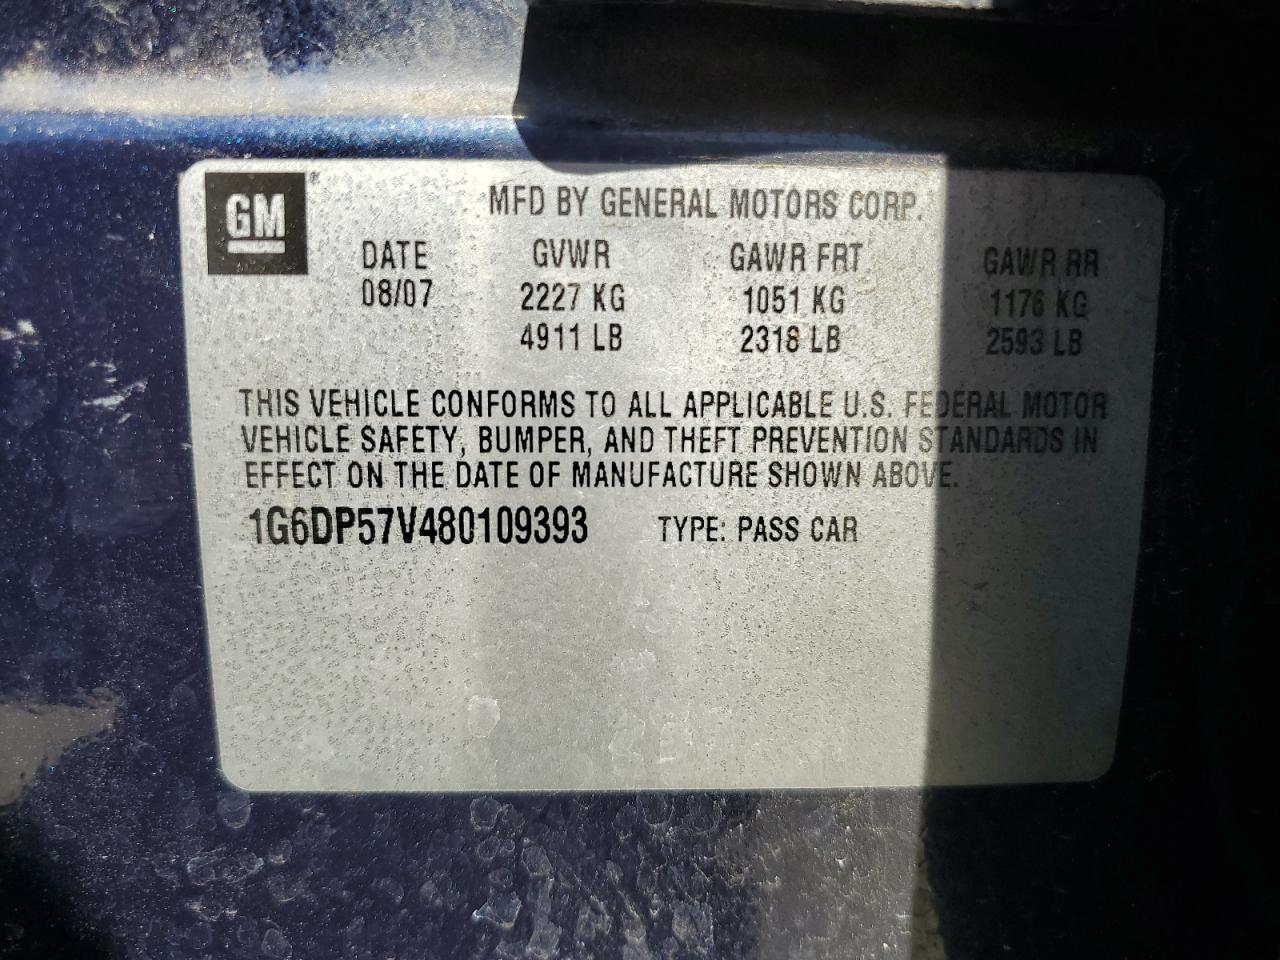 GM ®
MFD BY GENERAL MOTORS CORP.
DATE GVWR GAWR FRT GAWR RR
08/07 2227 KG 1051 KG 1176 KG
4911 LB 2318 LB 2593 LB
THIS VEHICLE CONFORMS TO ALL APPLICABLE U.S. FEDERAL MOTOR
VEHICLE SAFETY, BUMPER, AND THEFT PREVENTION STANDARDS IN
EFFECT ON THE DATE OF MANUFACTURE SHOWN ABOVE.
1G6DP57V480109393 TYPE: PASS CAR